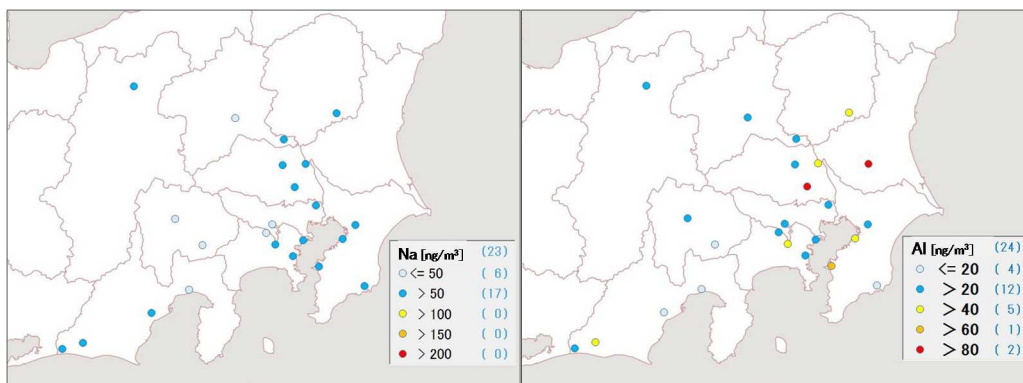 Na [ng/m³] (23)
<= 50 ( 6)
> 50 (17)
> 100 ( 0)
> 150 ( 0)
> 200 ( 0)
Al [ng/m³] (24)
<= 20 ( 4)
> 20 (12)
> 40 ( 5)
> 60 ( 1)
> 80 ( 2)